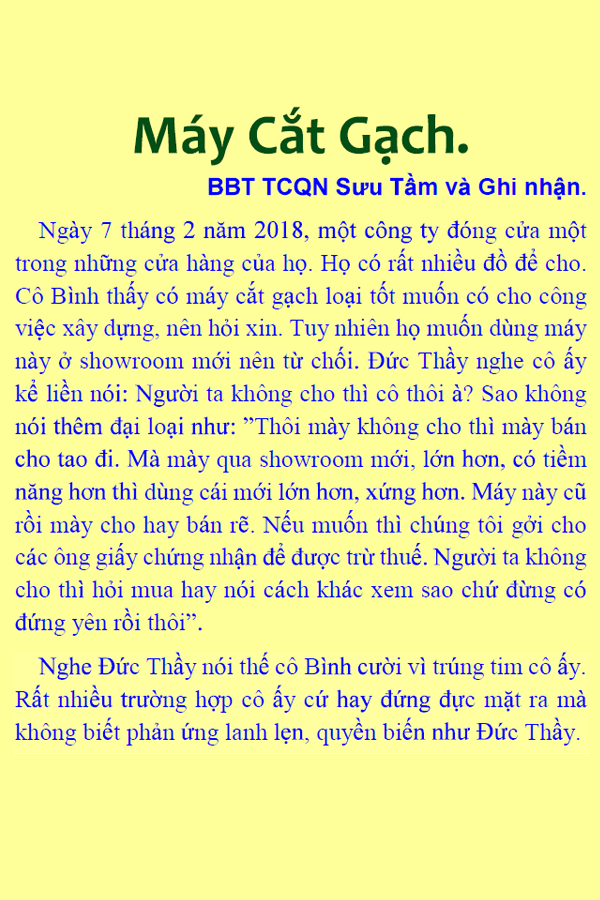 Máy Cắt Gạch.
BBT TCQN Sưu Tầm và Ghi nhận.
Ngày 7 tháng 2 năm 2018, một công ty đóng cửa một
trong những cửa hàng của họ. Họ có rất nhiều đồ để cho.
Cô Bình thấy có máy cắt gạch loại tốt muốn có cho công
việc xây dựng, nên hỏi xin. Tuy nhiên họ muốn dùng máy
này ở showroom mới nên từ chối. Đức Thầy nghe cô ấy
kể liền nói: Người ta không cho thì cô thôi à? Sao không
nói thêm đại loại như: ”Thôi mày không cho thì mày bán
cho tao đi. Mà mày qua showroom mới, lớn hơn, có tiềm
năng hơn thì dùng cái mới lớn hơn, xứng hơn. Máy này cũ
rồi mày cho hay bán rẽ. Nếu muốn thì chúng tôi gởi cho
các ông giấy chứng nhận để được trừ thuế. Người ta không
cho thì hỏi mua hay nói cách khác xem sao chứ đừng có
đứng yên rồi thôi”.
Nghe Đức Thầy nói thế cô Bình cười vì trúng tim cô ấy.
Rất nhiều trường hợp cô ấy cứ hay đứng đực mặt ra mà
không biết phản ứng lanh lẹn, quyền biến như Đức Thầy.